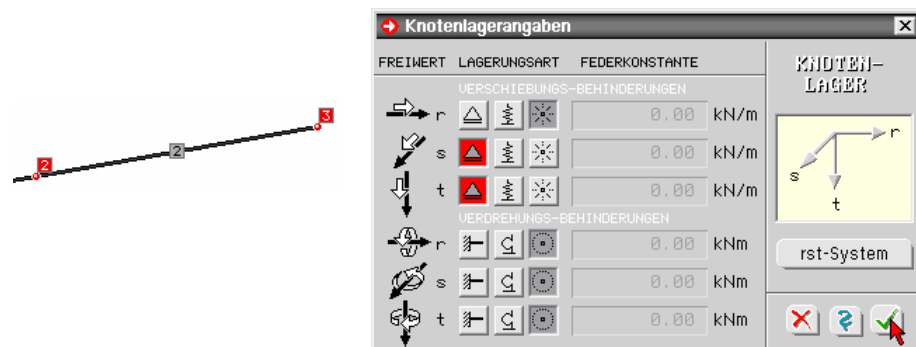 Knotenlagerangaben
FREIWERT LAGERUNGSART FEDERKONSTANTE
VERSCHIEBUNGS-BEHINDERUNGEN
r 0.00 kN/m
s 0.00 kN/m
t 0.00 kN/m
VERDREHUNGS-BEHINDERUNGEN
r 0.00 kNm
s 0.00 kNm
t 0.00 kNm
KNOTEN-
LAGER
r
s
t
rst-System
2
2
3